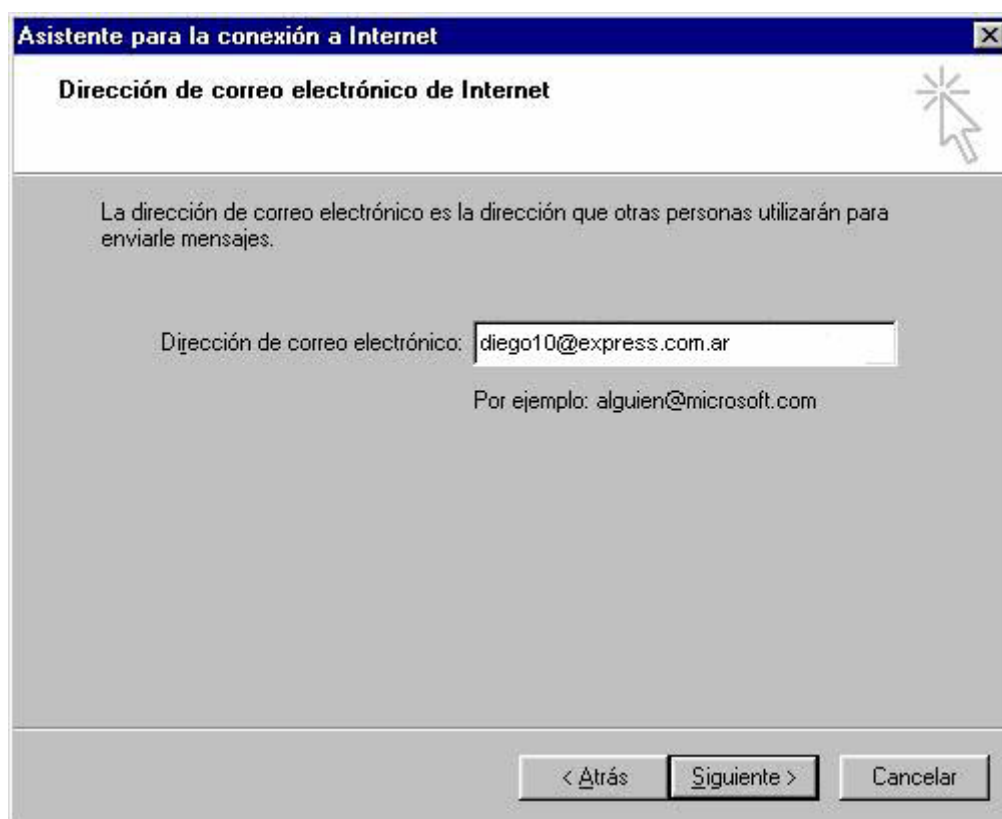 Asistente para la conexión a Internet
Dirección de correo electrónico de Internet
La dirección de correo electrónico es la dirección que otras personas utilizarán para
enviarle mensajes.
Dirección de correo electrónico: diego10@express.com.ar
Por ejemplo: alguien@microsoft.com
< Atrás Siguiente > Cancelar